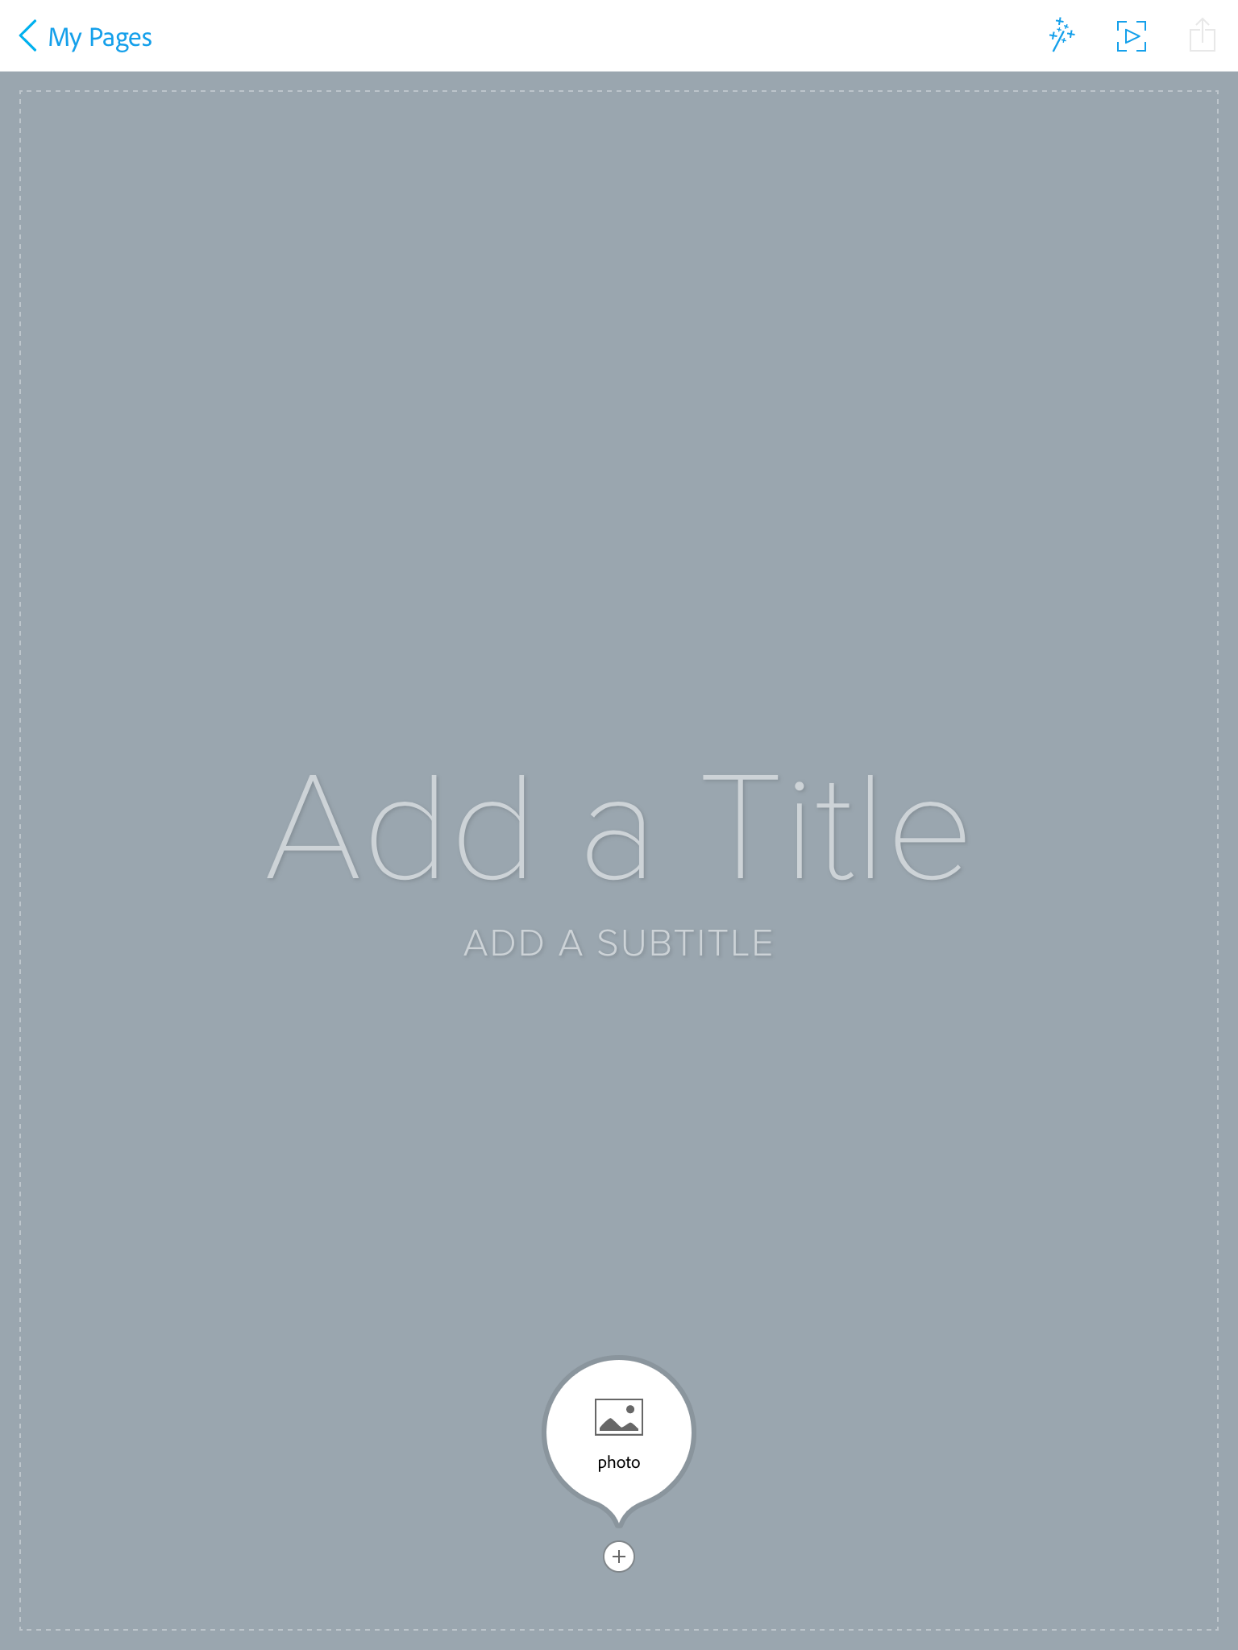 My Pages
Add a Title
ADD A SUBTITLE
photo